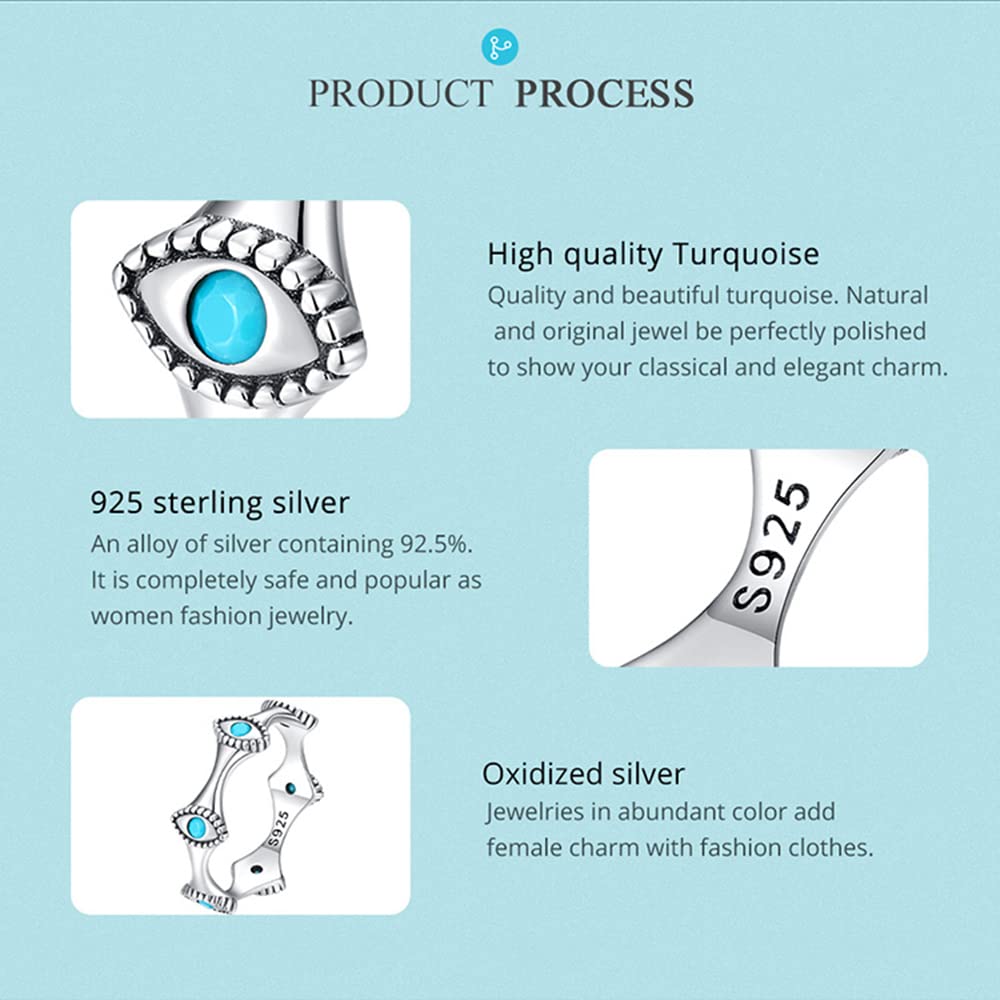 PRODUCT PROCESS
High quality Turquoise
Quality and beautiful turquoise. Natural
and original jewel be perfectly polished
to show your classical and elegant charm.
925 sterling silver
An alloy of silver containing 92.5%.
It is completely safe and popular as
women fashion jewelry.
S925
S925
Oxidized silver
Jewelries in abundant color add
female charm with fashion clothes.